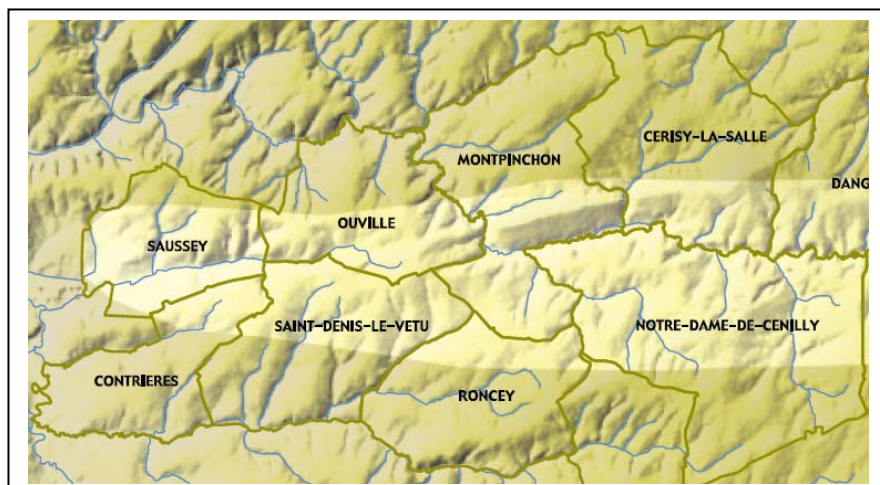 CERISY-LA-SALLE
MONTPINCHON
DANG
OUVILLE
SAUSSEY
SAINT-DENIS-LE-VETU
NOTRE-DAME-DE-CENILLY
CONTRIERES
RONCEY